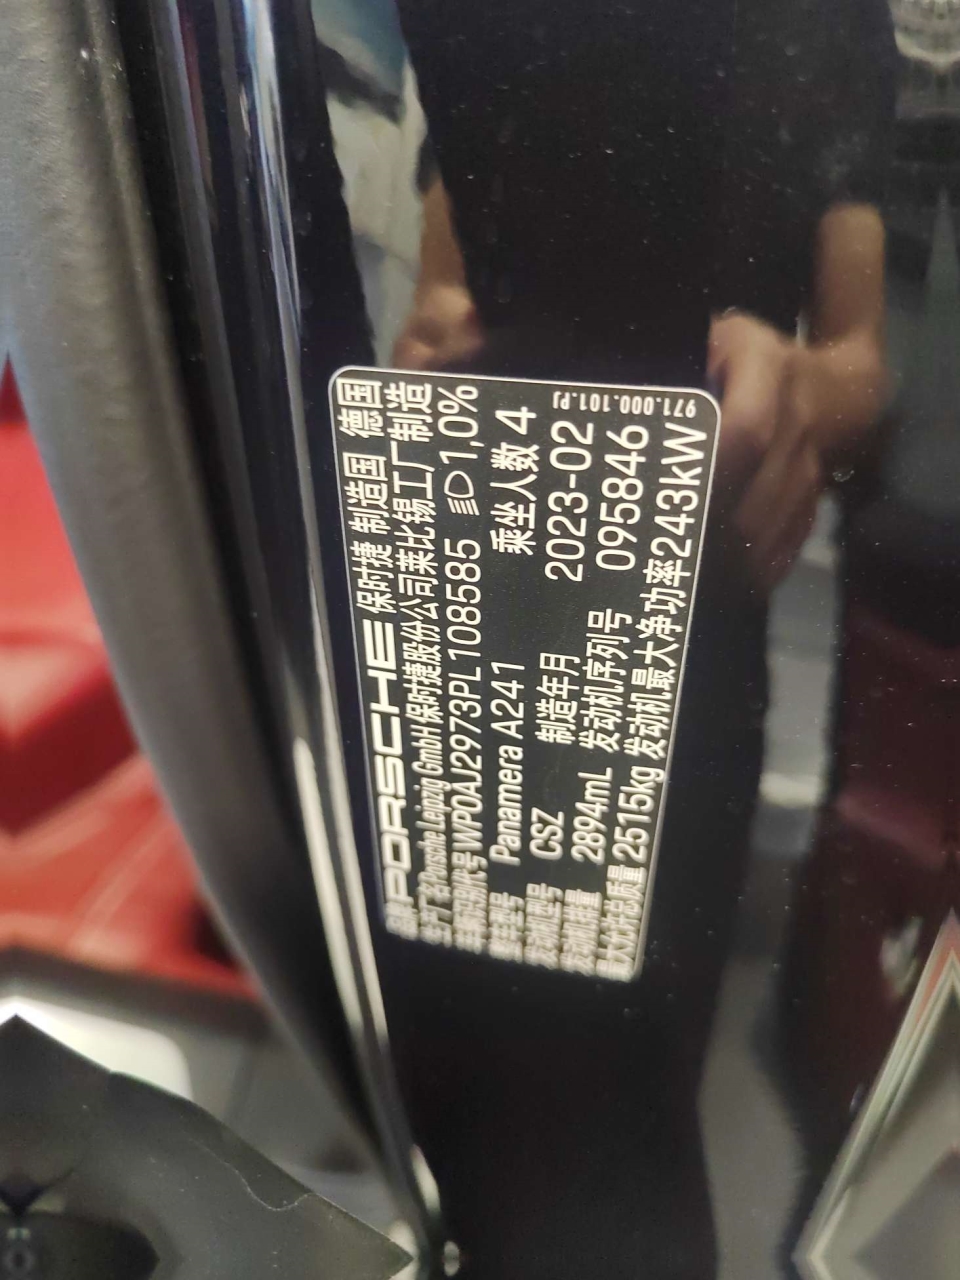 品牌 PORSCHE 保时捷 制造国 德国
生产厂名 Porsche Leipzig GmbH 保时捷股份公司莱比锡工厂制造
车辆识别代号 WP0AJ2973PL108585 1,0%
整车型号 Panamera A241 乘坐人数 4
发动机型号 CSZ 制造年月 2023-02
发动机排量 2894mL 发动机序列号 095846
最大允许总质量 2515kg 发动机最大净功率 243kW
971.000.101.PJ